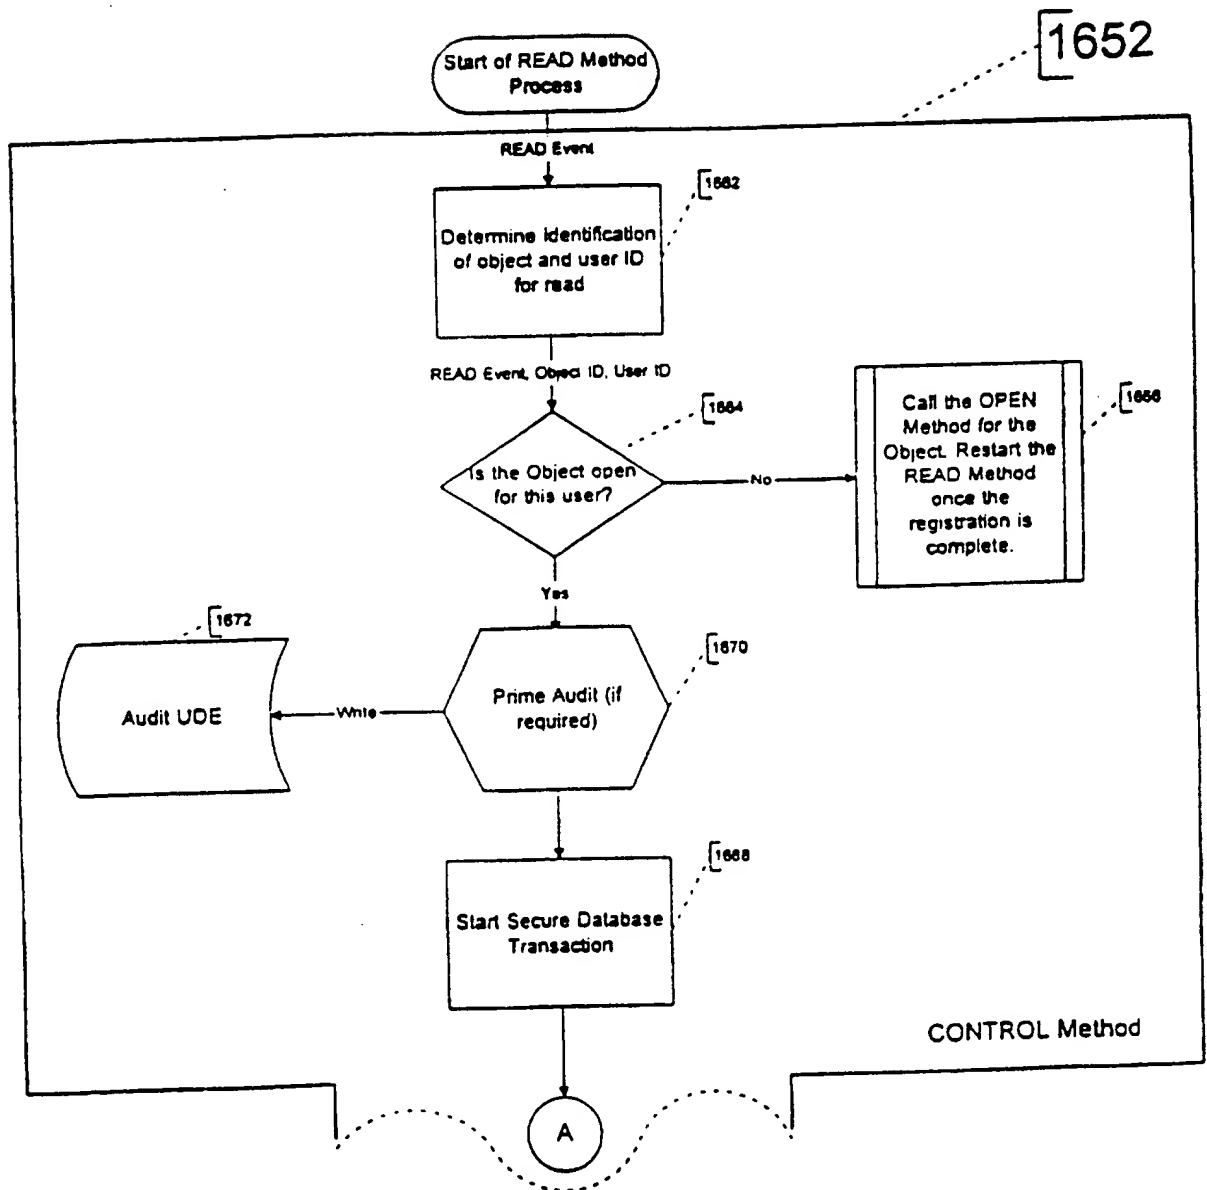 1652
Start of READ Method
Process
READ Event
1662
Determine Identification
of object and user ID
for read
READ Event, Object ID, User ID
1664
Is the Object open
for this user?
No
Call the OPEN
Method for the
Object. Restart the
READ Method
once the
registration is
complete.
1656
Yes
1672
Audit UDE
Write
Prime Audit (if
required)
1670
1668
Start Secure Database
Transaction
CONTROL Method
A